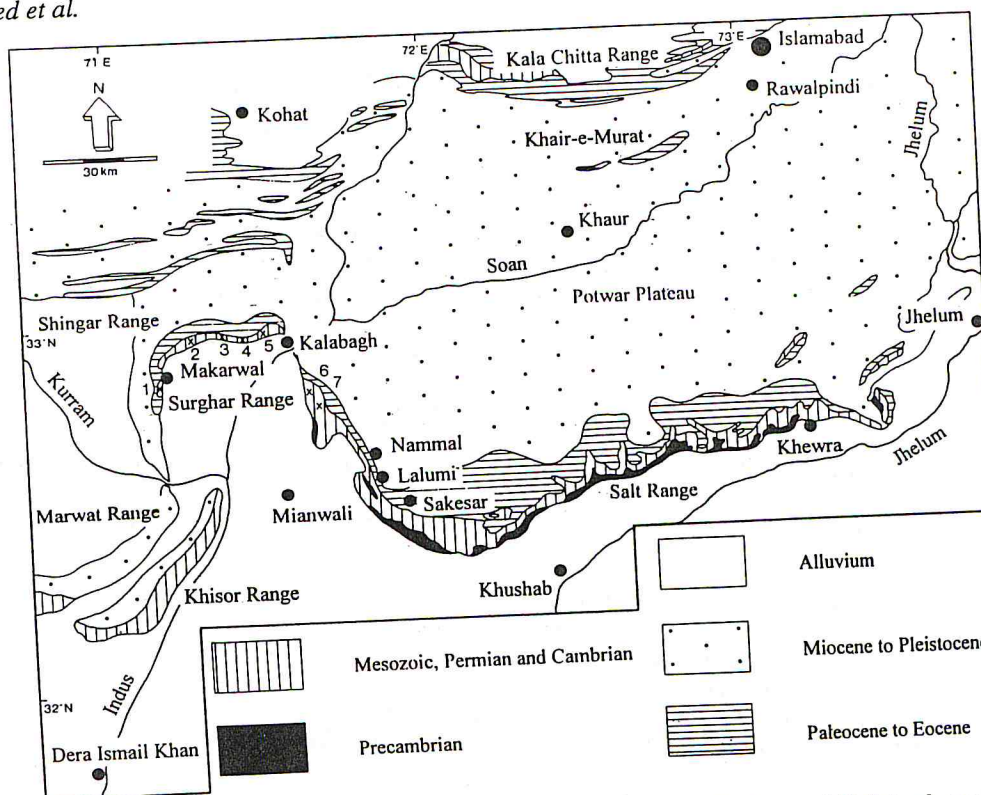 ed et al.
71 E
72 E
73 E
Islamabad
Kala Chitta Range
Rawalpindi
N
Kohat
Jhelum
30 km
Khair-e-Murat
Khaur
Soan
Potwar Plateau
Shingar Range
33 N
Jhelum
Kalabagh
1
2
3
4
5
6
7
Makarwal
Kurram
Surghar Range
Nammal
Khewra
Lalumi
Jhelum
Sakesar
Salt Range
Marwat Range
Mianwali
Khushab
Khisor Range
Alluvium
Mesozoic, Permian and Cambrian
Miocene to Pleistocene
32°N
Indus
Precambrian
Paleocene to Eocene
Dera Ismail Khan